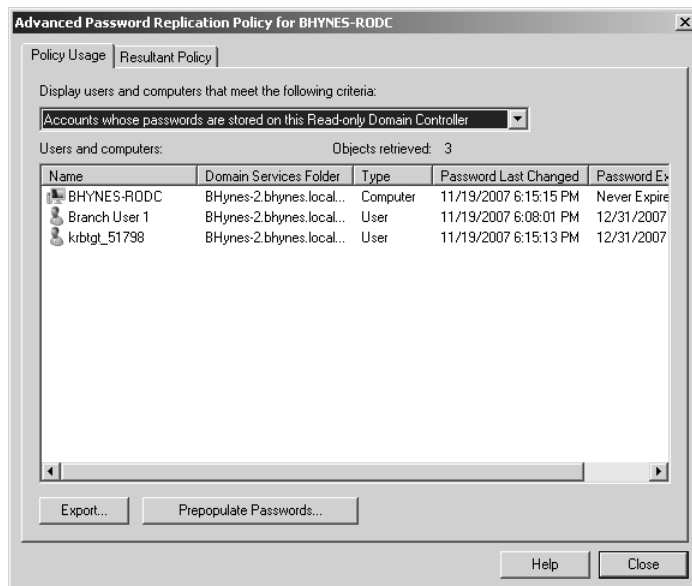 Advanced Password Replication Policy for BHYNES-RODC
Policy Usage Resultant Policy
Display users and computers that meet the following criteria:
Accounts whose passwords are stored on this Read-only Domain Controller
Users and computers: Objects retrieved: 3
Name Domain Services Folder Type Password Last Changed Password Ex
BHYNES-RODC BHynes-2.bhynes.local... Computer 11/19/2007 6:15:15 PM Never Expire
Branch User 1 BHynes-2.bhynes.local... User 11/19/2007 6:08:01 PM 12/31/2007
krbtgt_51798 BHynes-2.bhynes.local... User 11/19/2007 6:15:13 PM 12/31/2007
Export... Prepopulate Passwords...
Help Close